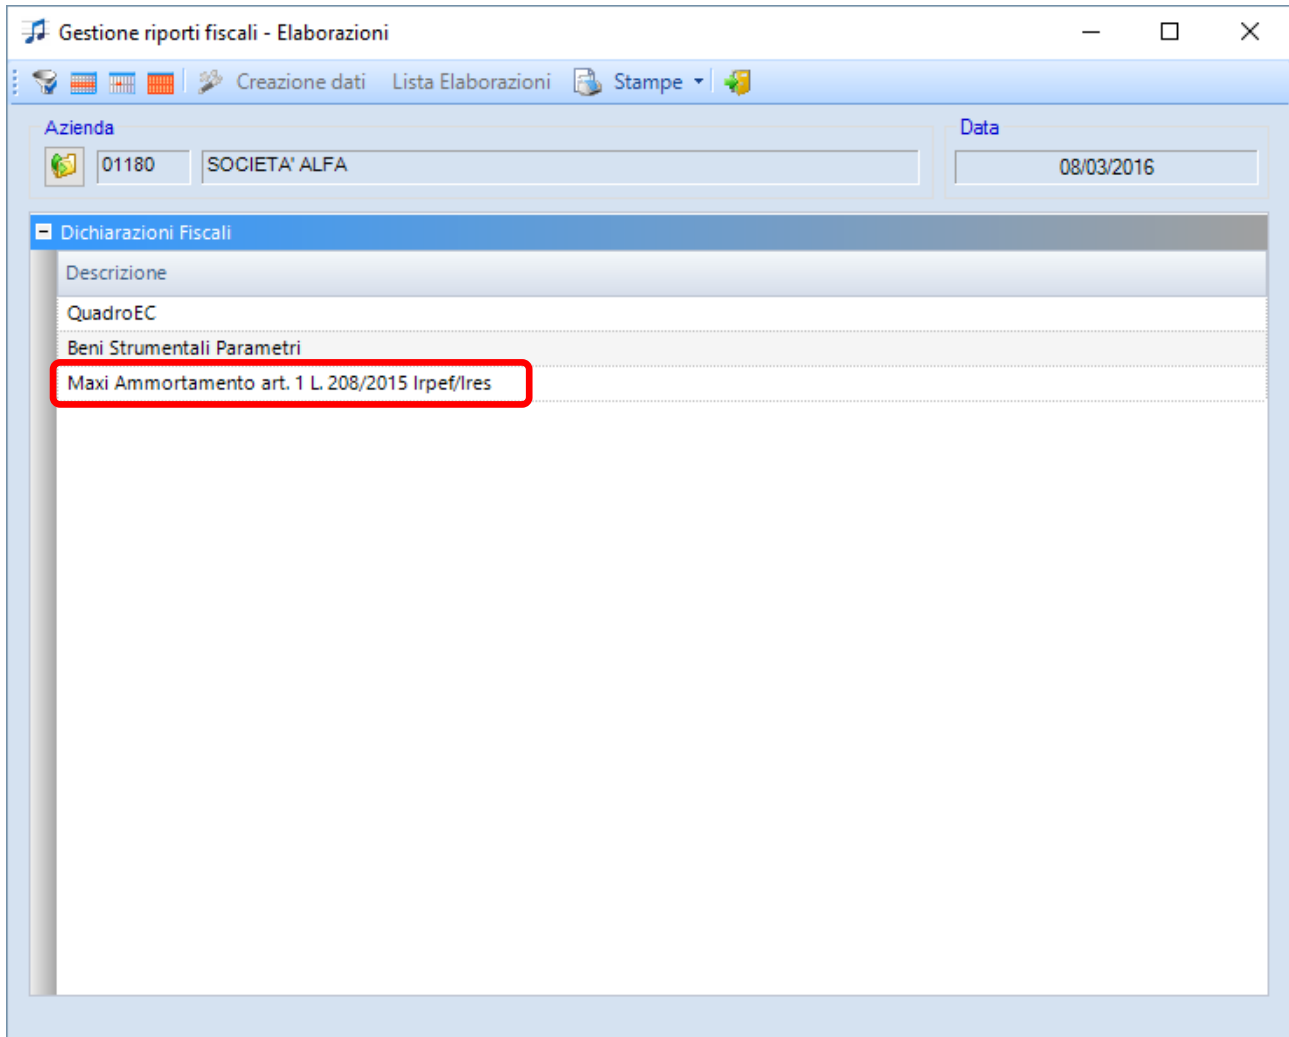 Gestione riporti fiscali - Elaborazioni
Creazione dati Lista Elaborazioni Stampe
Azienda Data
01180 SOCIETA' ALFA 08/03/2016
Dichiarazioni Fiscali
Descrizione
QuadroEC
Beni Strumentali Parametri
Maxi Ammortamento art. 1 L. 208/2015 Irpef/Ires